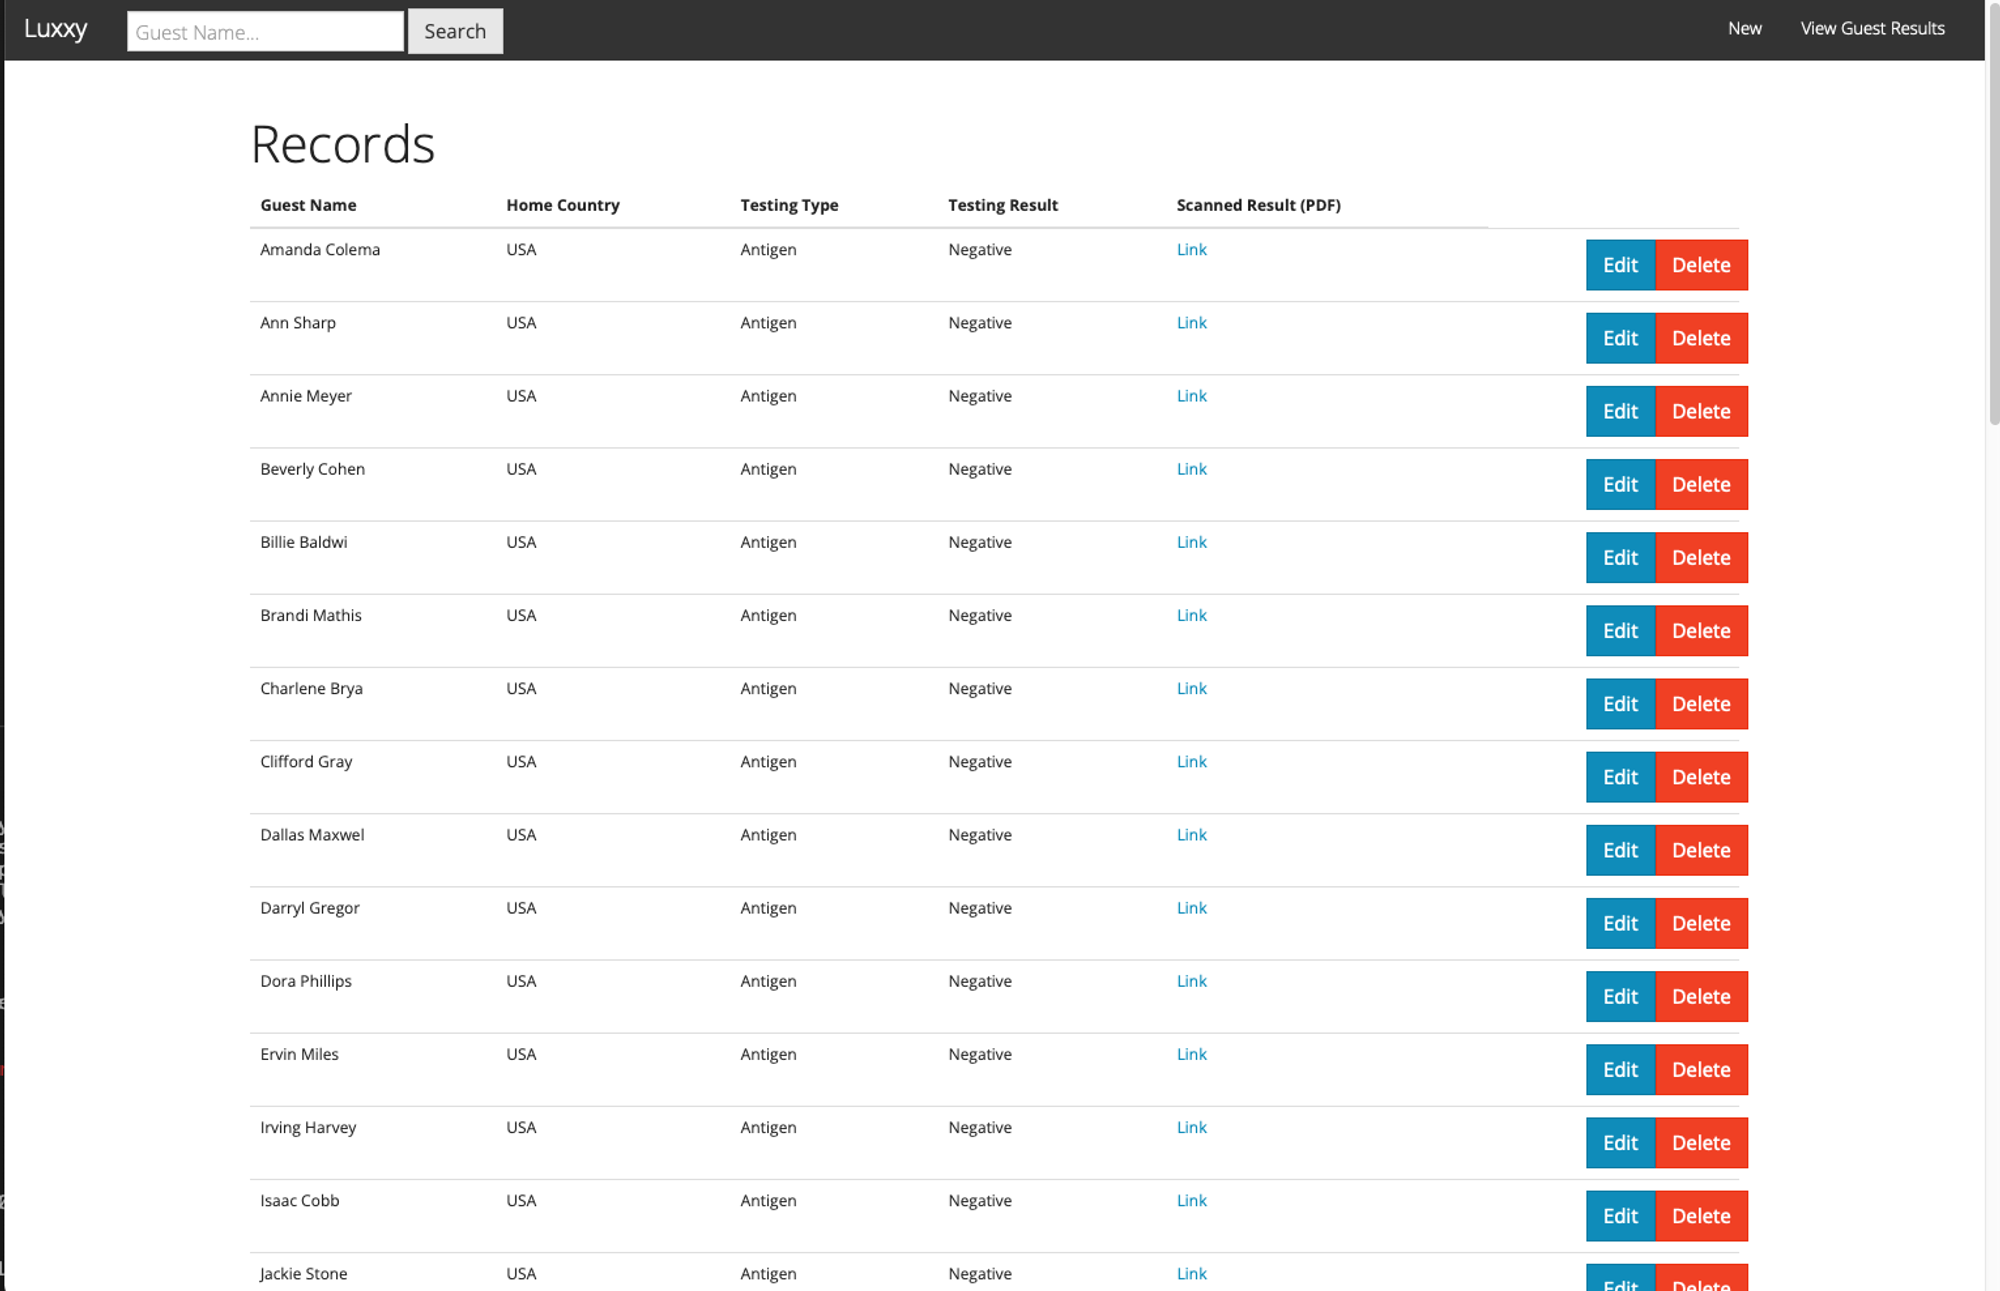 Luxxy Guest Name... Search New View Guest Results
Records
Guest Name Home Country Testing Type Testing Result Scanned Result (PDF)
Amanda Colema USA Antigen Negative Link Edit Delete
Ann Sharp USA Antigen Negative Link Edit Delete
Annie Meyer USA Antigen Negative Link Edit Delete
Beverly Cohen USA Antigen Negative Link Edit Delete
Billie Baldwi USA Antigen Negative Link Edit Delete
Brandi Mathis USA Antigen Negative Link Edit Delete
Charlene Brya USA Antigen Negative Link Edit Delete
Clifford Gray USA Antigen Negative Link Edit Delete
Dallas Maxwel USA Antigen Negative Link Edit Delete
Darryl Gregor USA Antigen Negative Link Edit Delete
Dora Phillips USA Antigen Negative Link Edit Delete
Ervin Miles USA Antigen Negative Link Edit Delete
Irving Harvey USA Antigen Negative Link Edit Delete
Isaac Cobb USA Antigen Negative Link Edit Delete
Jackie Stone USA Antigen Negative Link Edit Delete